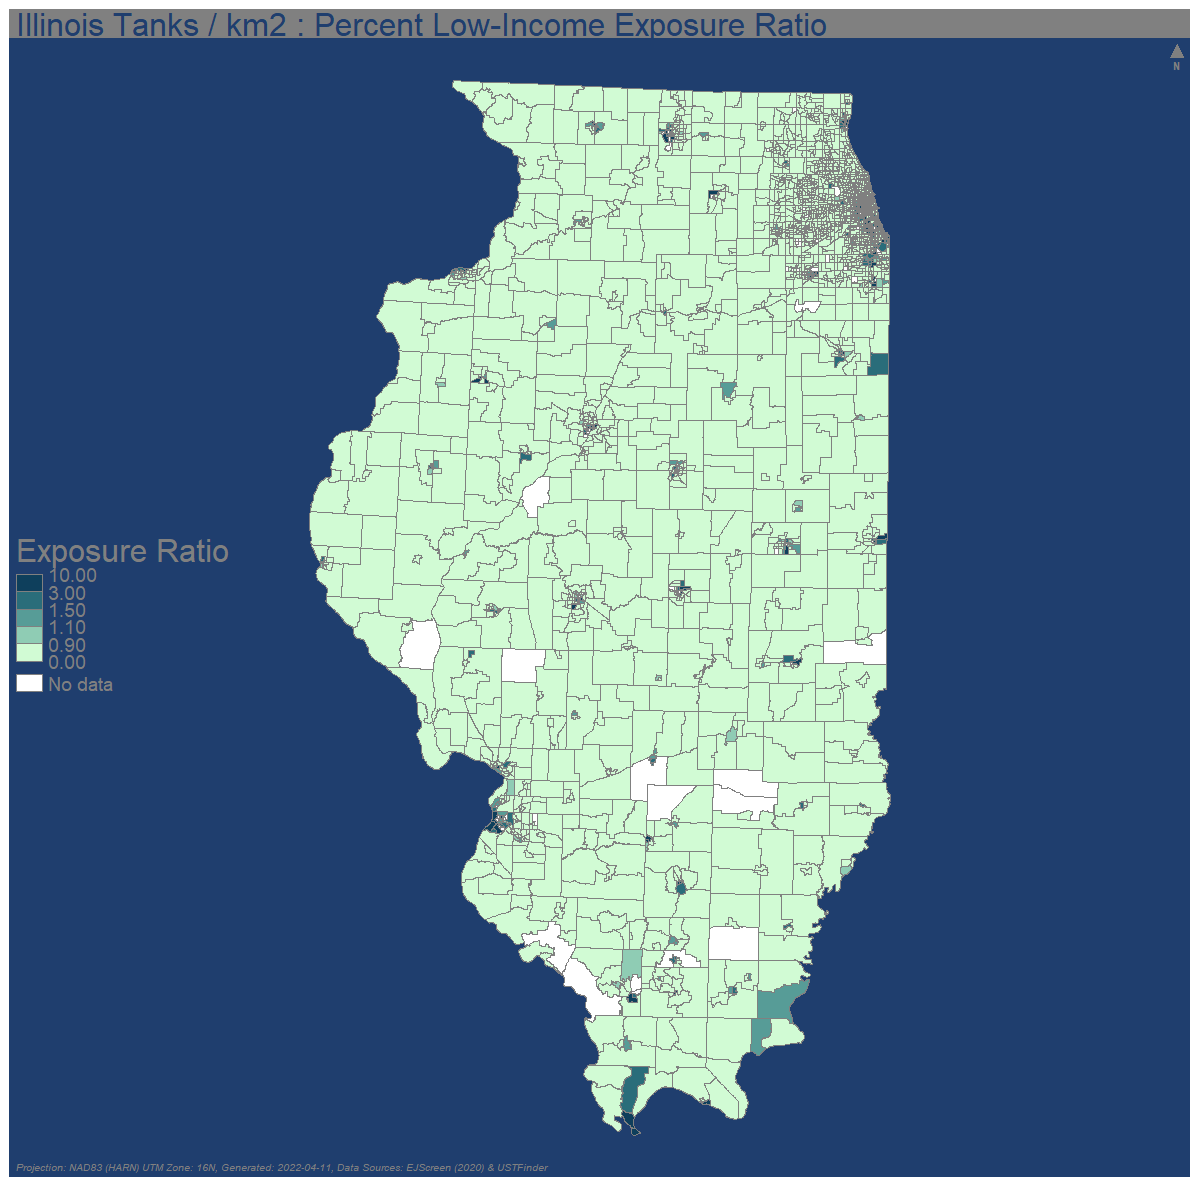 Illinois Tanks / km2 : Percent Low-Income Exposure Ratio
N
Exposure Ratio
10.00
3.00
1.50
1.10
0.90
0.00
No data
Projection: NAD83 (HARN) UTM Zone: 16N, Generated: 2022-04-11, Data Sources: EJScreen (2020) & USTFinder